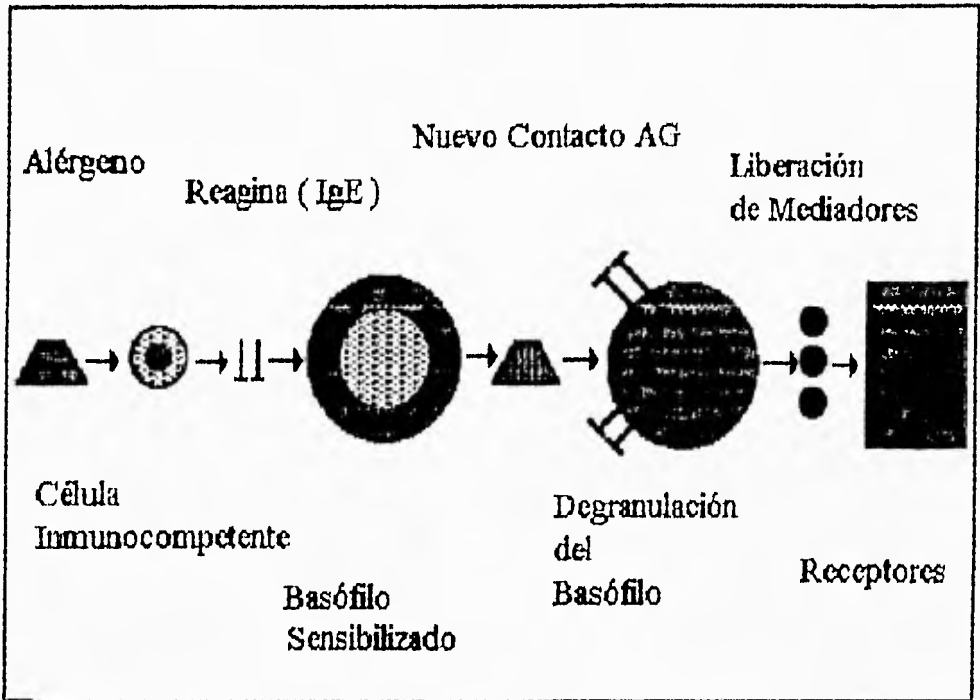 Nuevo Contacto AG
Alérgeno
Liberación
de Mediadores
Reagina ( IgE )
Célula
Inmunocompetente
Degranulación
del
Basófilo
Receptores
Basófilo
Sensibilizado